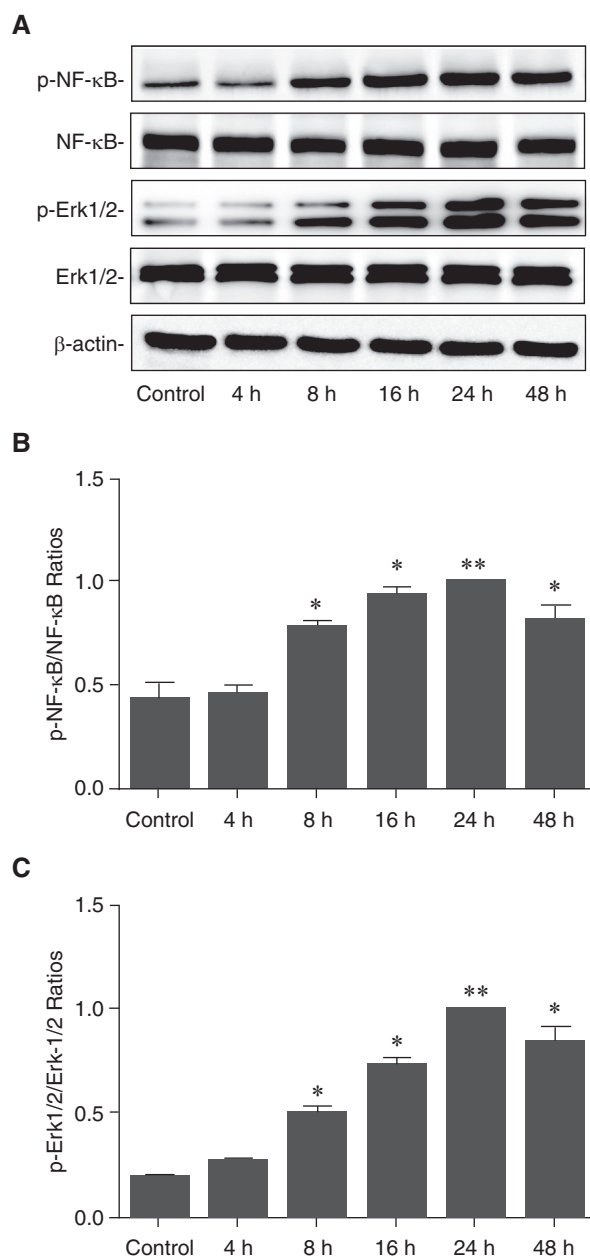 A
p-NF-κB-
NF-κB-
p-Erk1/2-
Erk1/2-
β-actin-
Control 4 h 8 h 16 h 24 h 48 h
B
p-NF-κB/NF-κB Ratios
1.5
1.0
0.5
0.0
* * ** *
Control 4 h 8 h 16 h 24 h 48 h
C
p-Erk1/2/Erk-1/2 Ratios
1.5
1.0
0.5
0.0
* * ** *
Control 4 h 8 h 16 h 24 h 48 h